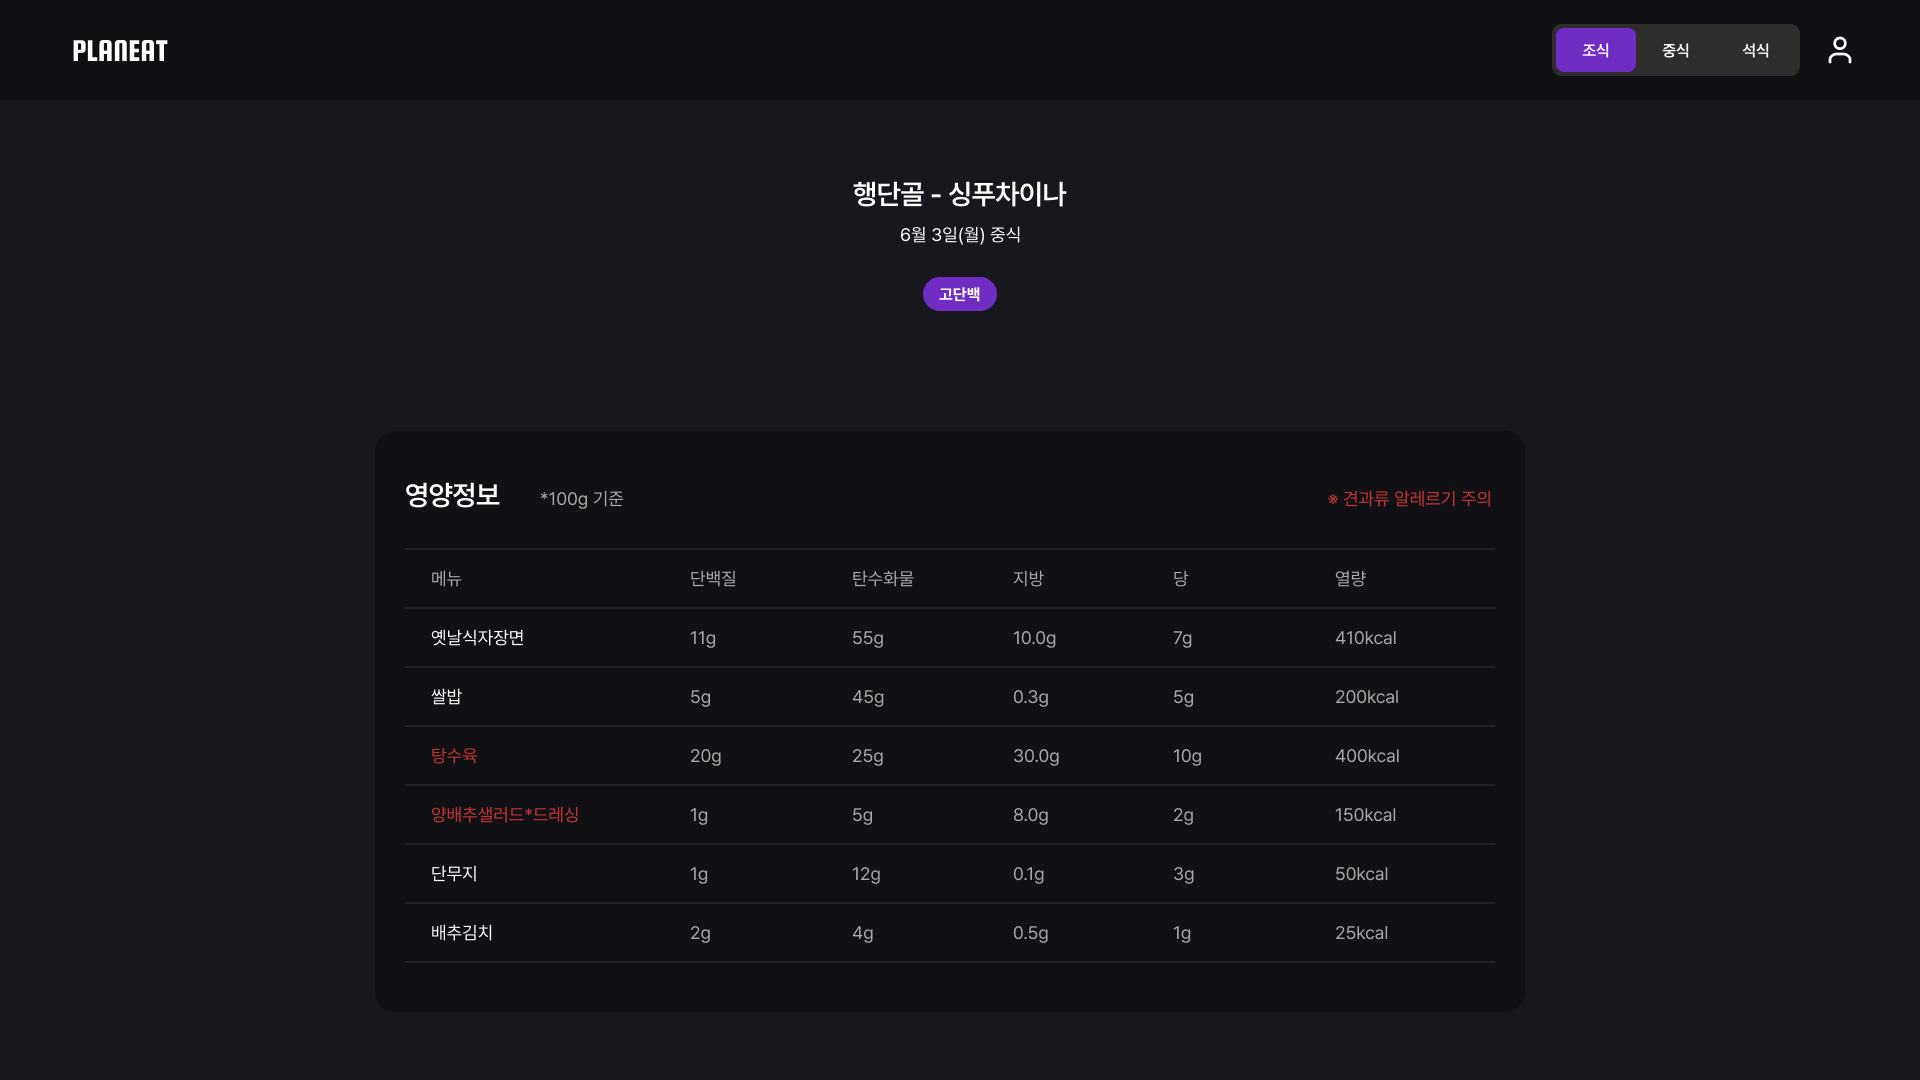 PLANEAT
조식 중식 석식
행단골 - 싱푸차이나
6월 3일(월) 중식
고단백
영양정보 *100g 기준 ※ 견과류 알레르기 주의
메뉴 단백질 탄수화물 지방 당 열량
옛날식자장면 11g 55g 10.0g 7g 410kcal
쌀밥 5g 45g 0.3g 5g 200kcal
탕수육 20g 25g 30.0g 10g 400kcal
양배추샐러드*드레싱 1g 5g 8.0g 2g 150kcal
단무지 1g 12g 0.1g 3g 50kcal
배추김치 2g 4g 0.5g 1g 25kcal